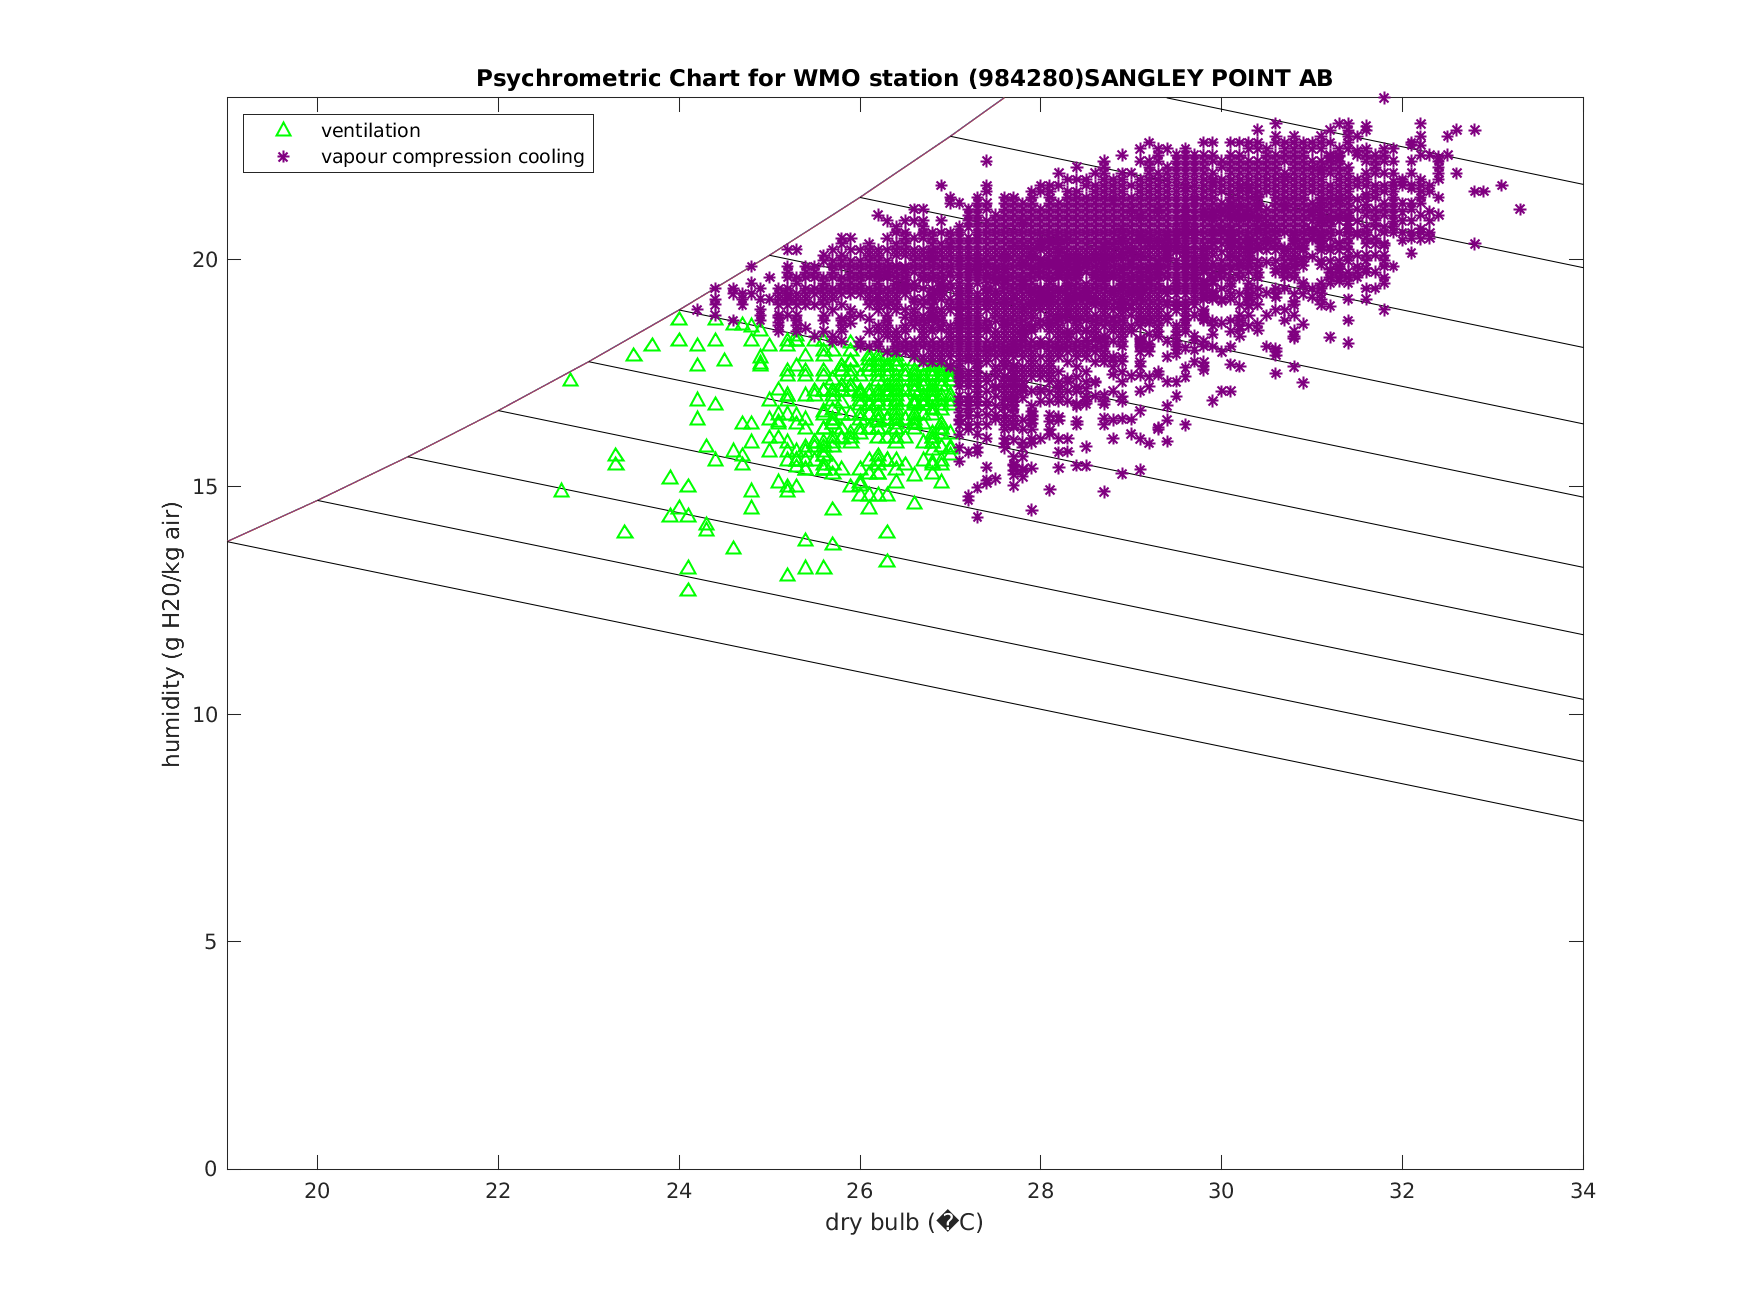 Psychrometric Chart for WMO station (984280)SANGLEY POINT AB
ventilation
vapour compression cooling
humidity (g H20/kg air)
20
15
10
5
0
20 22 24 26 28 30 32 34
dry bulb (�C)